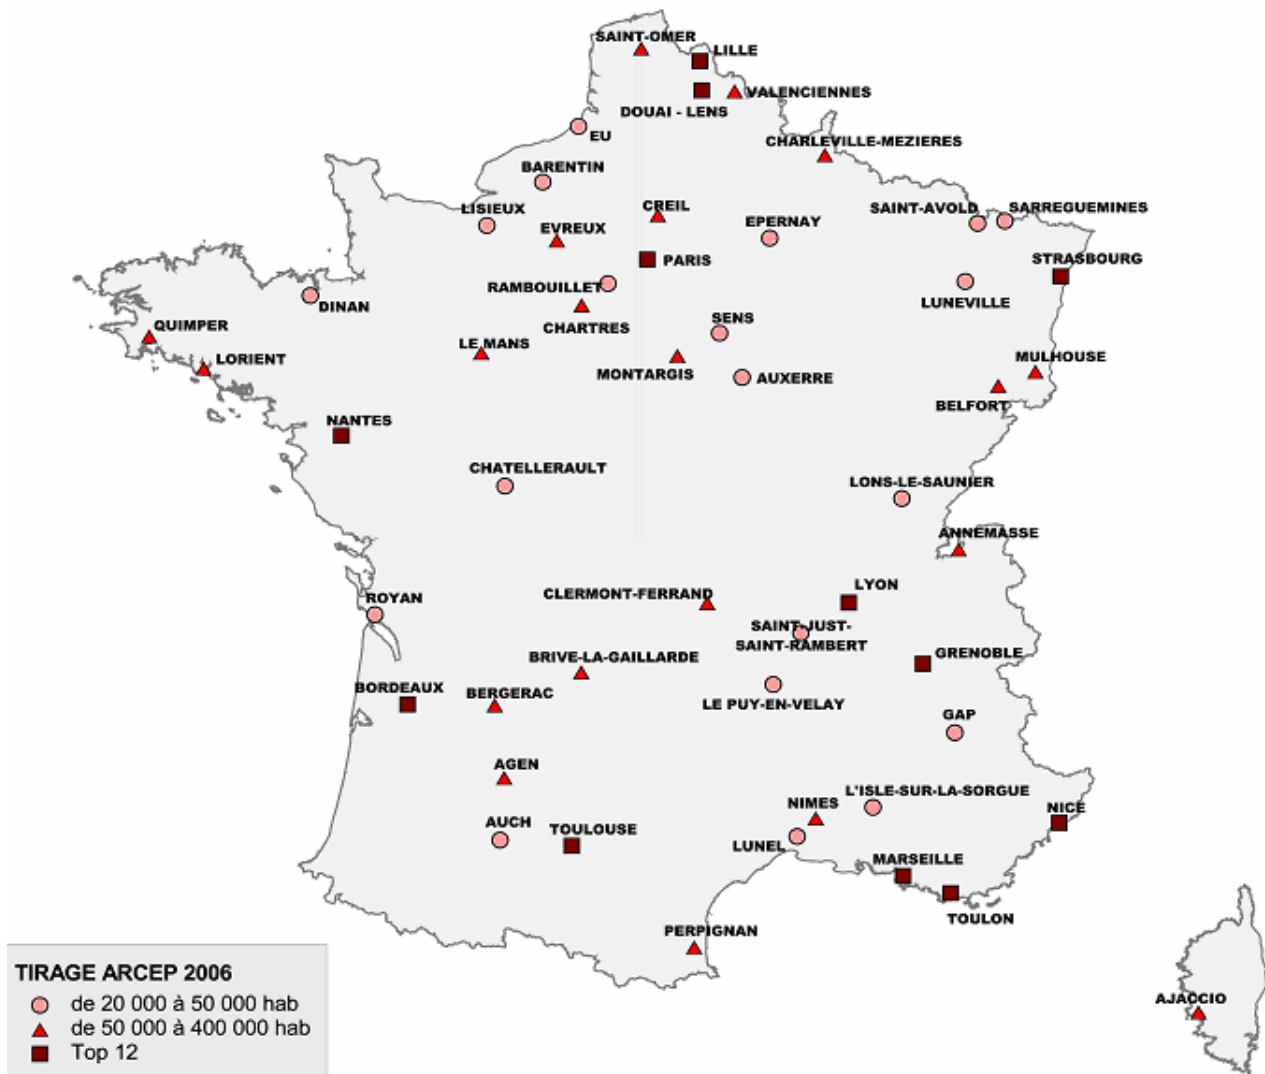 SAINT-OMER
LILLE
VALENCIENNES
DOUAI - LENS
EU
CHARLEVILLE-MEZIERES
BARENTIN
LISIEUX
CREIL
EVREUX
EPERNAY
SAINT-AVOLD
SARREGUEMINES
PARIS
STRASBOURG
RAMBOUILLET
DINAN
LUNEVILLE
CHARTRES
SENS
QUIMPER
LE MANS
LORIENT
MONTARGIS
AUXERRE
MULHOUSE
BELFORT
NANTES
CHATELLERAULT
LONS-LE-SAUNIER
ANNEMASSE
LYON
CLERMONT-FERRAND
ROYAN
SAINT-JUST-
SAINT-RAMBERT
GRENOBLE
BRIVE-LA-GAILLARDE
BORDEAUX
BERGERAC
LE PUY-EN-VELAY
GAP
AGEN
L'ISLE-SUR-LA-SORGUE
NIMES
NICE
AUCH
TOULOUSE
LUNEL
MARSEILLE
TOULON
PERPIGNAN
AJACCIO
TIRAGE ARCEP 2006
de 20 000 à 50 000 hab
de 50 000 à 400 000 hab
Top 12